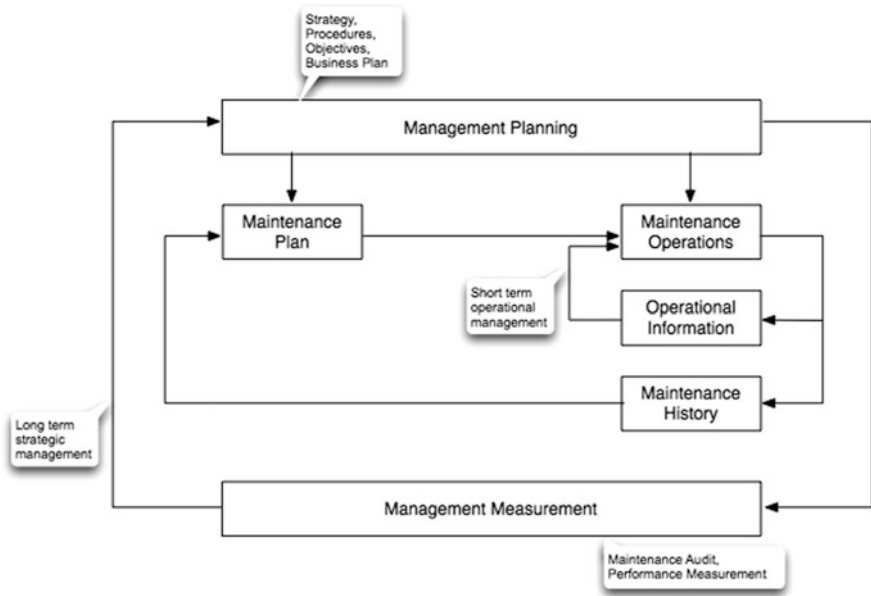 Strategy,
Procedures,
Objectives,
Business Plan
Management Planning
Maintenance
Plan
Maintenance
Operations
Short term
operational
management
Operational
Information
Maintenance
History
Long term
strategic
management
Management Measurement
Maintenance Audit,
Performance Measurement